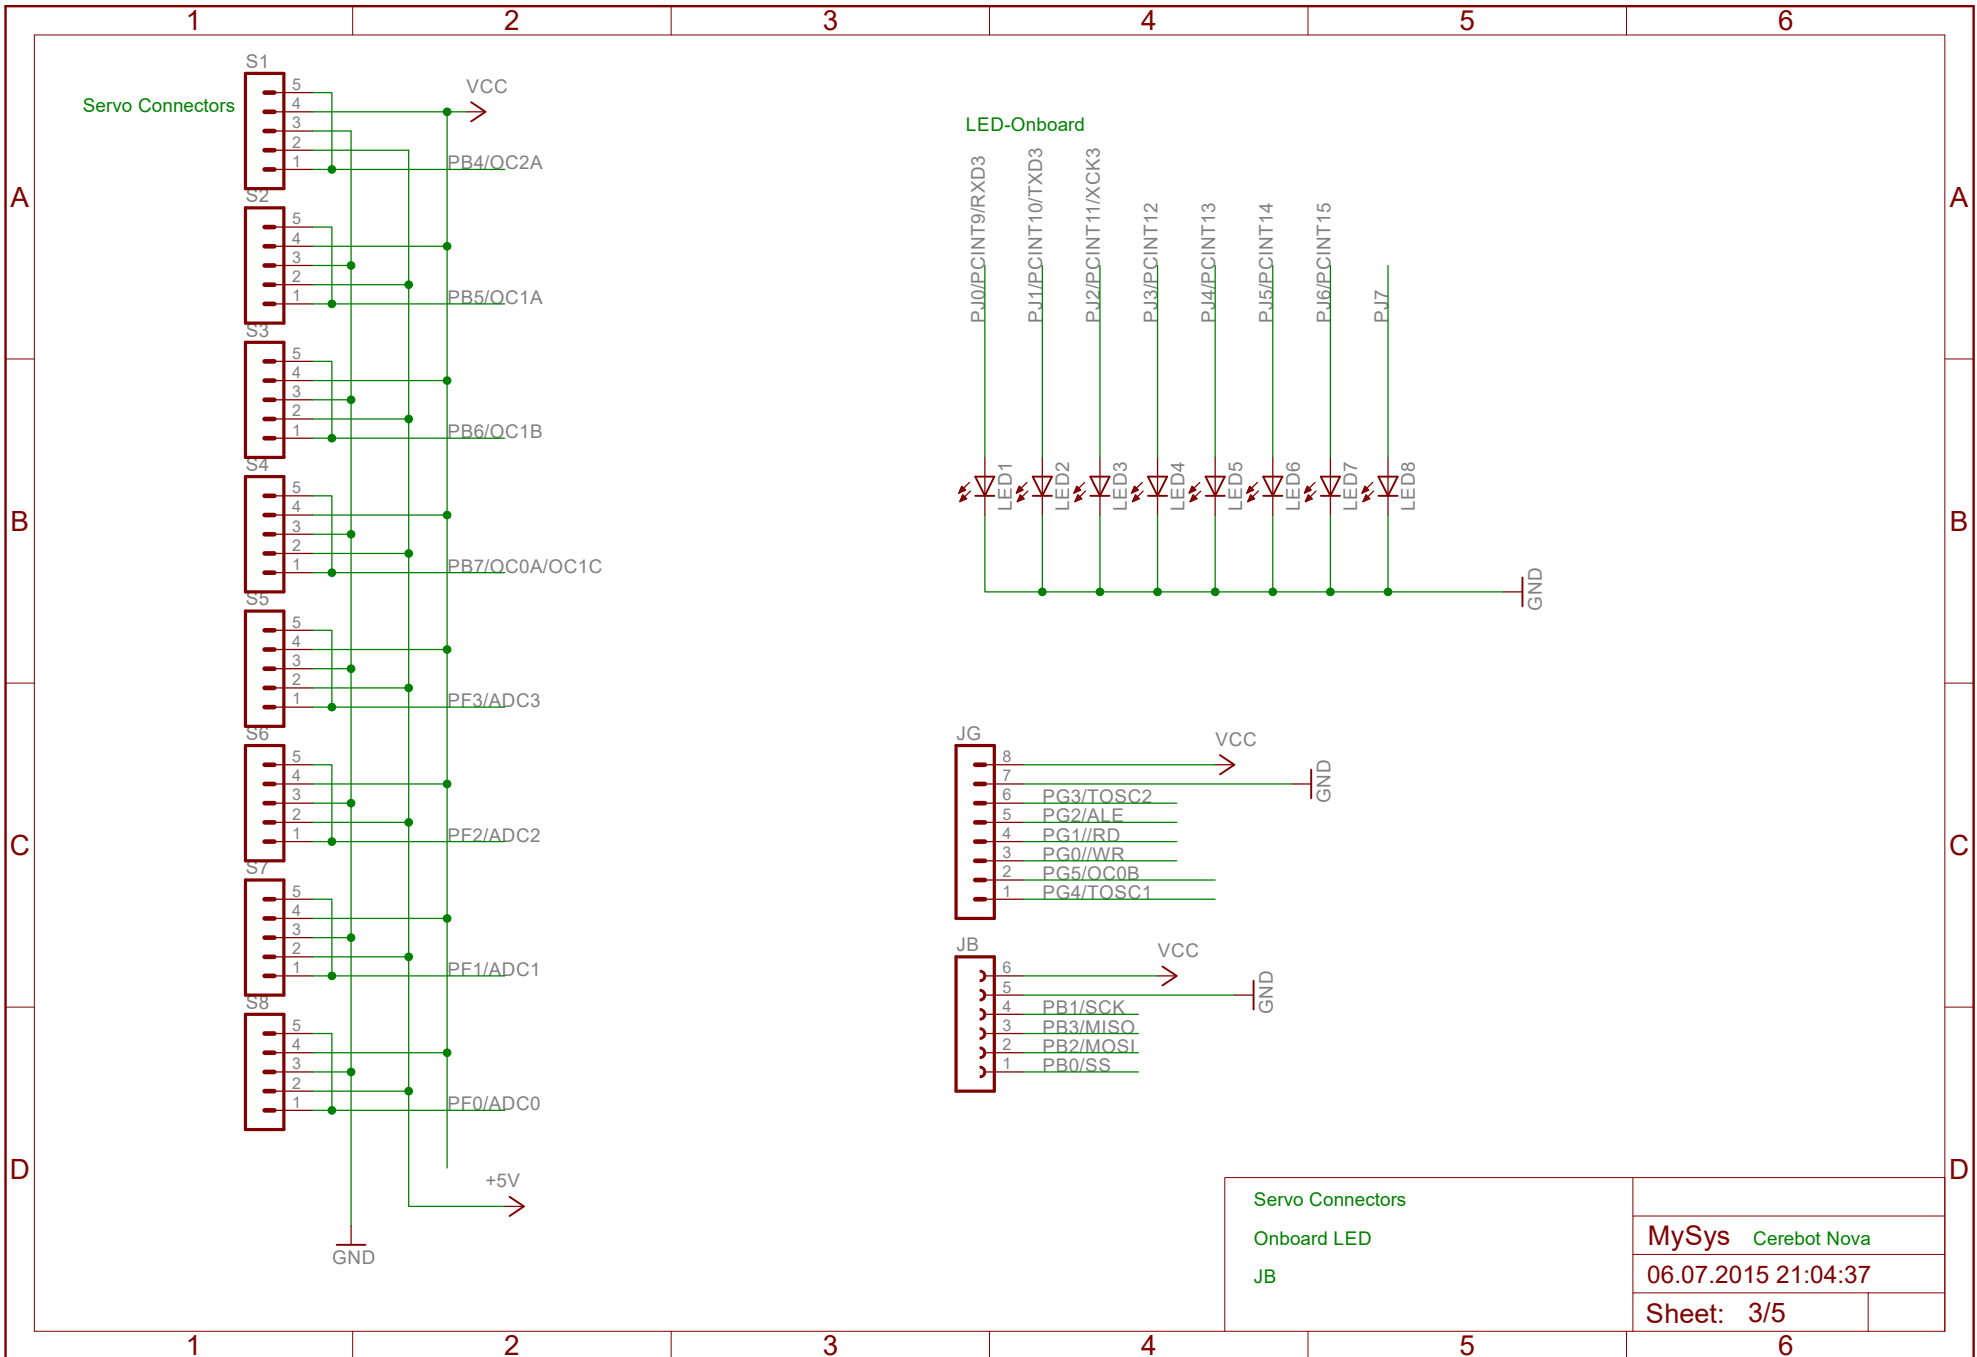 1 2 3 4 5 6
A
B
C
D
A
B
C
D
Servo Connectors
S1
5
4
3
2
1
VCC
PB4/OC2A
S2
5
4
3
2
1
PB5/OC1A
S3
5
4
3
2
1
PB6/OC1B
S4
5
4
3
2
1
PB7/OC0A/OC1C
S5
5
4
3
2
1
PF3/ADC3
S6
5
4
3
2
1
PF2/ADC2
S7
5
4
3
2
1
PF1/ADC1
S8
5
4
3
2
1
PF0/ADC0
+5V
GND
LED-Onboard
PJ0/PCINT9/RXD3
PJ1/PCINT10/TXD3
PJ2/PCINT11/XCK3
PJ3/PCINT12
PJ4/PCINT13
PJ5/PCINT14
PJ6/PCINT15
PJ7
LED1
LED2
LED3
LED4
LED5
LED6
LED7
LED8
GND
JG
VCC
GND
8
7
6 PG3/TOSC2
5 PG2/ALE
4 PG1//RD
3 PG0//WR
2 PG5/OC0B
1 PG4/TOSC1
JB
VCC
GND
6
5
4 PB1/SCK
3 PB3/MISO
2 PB2/MOSI
1 PB0/SS
Servo Connectors
Onboard LED
JB
MySys Cerebot Nova
06.07.2015 21:04:37
Sheet: 3/5
1 2 3 4 5 6